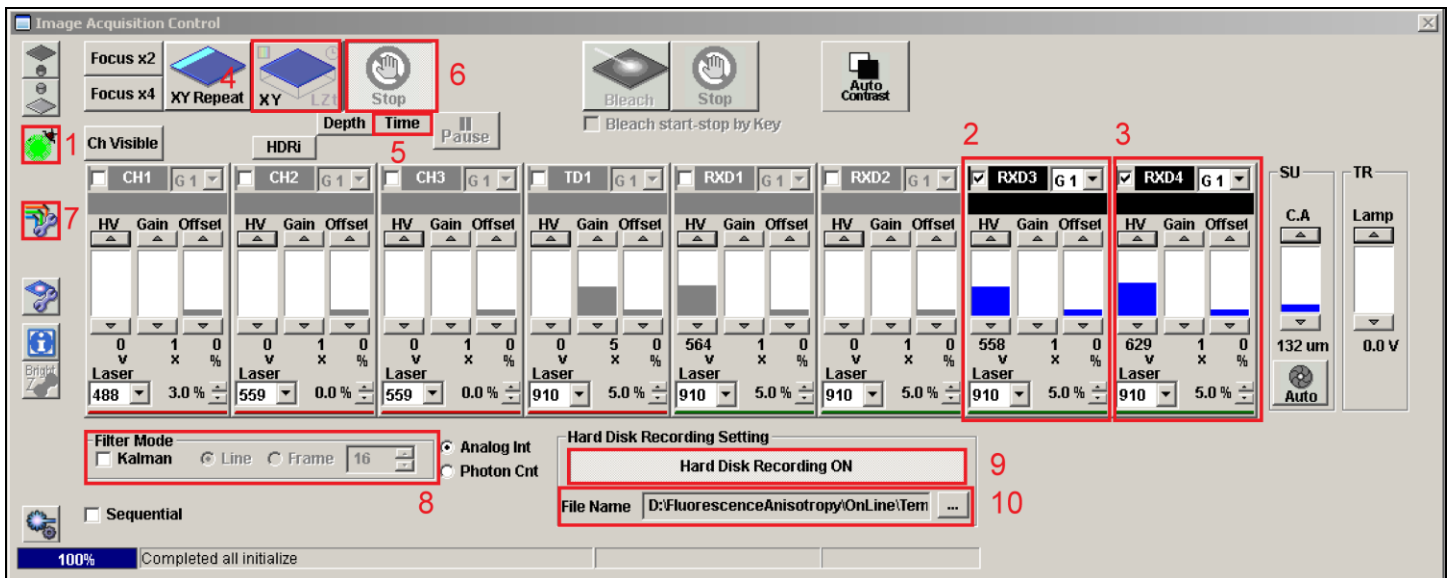 Image Acquisition Control
Focus x2
Focus x4
XY Repeat
4
XY
LZt
Stop
6
Bleach
Stop
Auto
Contrast
Depth
Time
Pause
Bleach start-stop by Key
1
Ch Visible
HDRi
5
2
3
CH1 G 1
CH2 G 1
CH3 G 1
TD1 G 1
RXD1 G 1
RXD2 G 1
RXD3 G 1
RXD4 G 1
SU
TR
7
HV Gain Offset
HV Gain Offset
HV Gain Offset
HV Gain Offset
HV Gain Offset
HV Gain Offset
HV Gain Offset
HV Gain Offset
C.A
Lamp
0 1 0
0 1 0
0 1 0
0 5 0
564 1 0
0 1 0
558 1 0
629 1 0
132 um
0.0 V
V X %
V X %
V X %
V X %
V X %
V X %
V X %
V X %
Bright
Z
Laser
Laser
Laser
Laser
Laser
Laser
Laser
Laser
488 3.0 %
559 0.0 %
559 0.0 %
910 5.0 %
910 5.0 %
910 5.0 %
910 5.0 %
910 5.0 %
Auto
Filter Mode
Kalman Line Frame 16
8
Analog Int
Photon Cnt
Hard Disk Recording Setting
Hard Disk Recording ON
9
File Name D:\FluorescenceAnisotropy\OnLine\Tem ...
10
Sequential
100% Completed all initialize